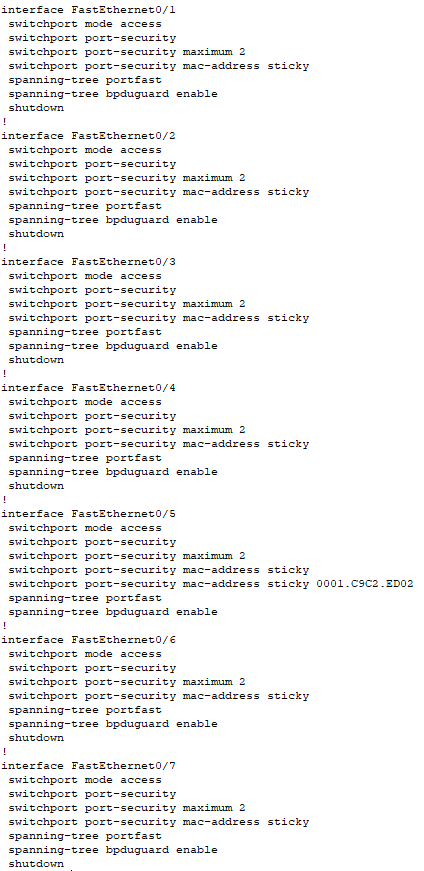 interface FastEthernet0/1
 switchport mode access
 switchport port-security
 switchport port-security maximum 2
 switchport port-security mac-address sticky
 spanning-tree portfast
 spanning-tree bpduguard enable
 shutdown
!
interface FastEthernet0/2
 switchport mode access
 switchport port-security
 switchport port-security maximum 2
 switchport port-security mac-address sticky
 spanning-tree portfast
 spanning-tree bpduguard enable
 shutdown
!
interface FastEthernet0/3
 switchport mode access
 switchport port-security
 switchport port-security maximum 2
 switchport port-security mac-address sticky
 spanning-tree portfast
 spanning-tree bpduguard enable
 shutdown
!
interface FastEthernet0/4
 switchport mode access
 switchport port-security
 switchport port-security maximum 2
 switchport port-security mac-address sticky
 spanning-tree portfast
 spanning-tree bpduguard enable
 shutdown
!
interface FastEthernet0/5
 switchport mode access
 switchport port-security
 switchport port-security maximum 2
 switchport port-security mac-address sticky
 switchport port-security mac-address sticky 0001.C9C2.ED02
 spanning-tree portfast
 spanning-tree bpduguard enable
!
interface FastEthernet0/6
 switchport mode access
 switchport port-security
 switchport port-security maximum 2
 switchport port-security mac-address sticky
 spanning-tree portfast
 spanning-tree bpduguard enable
 shutdown
!
interface FastEthernet0/7
 switchport mode access
 switchport port-security
 switchport port-security maximum 2
 switchport port-security mac-address sticky
 spanning-tree portfast
 spanning-tree bpduguard enable
 shutdown